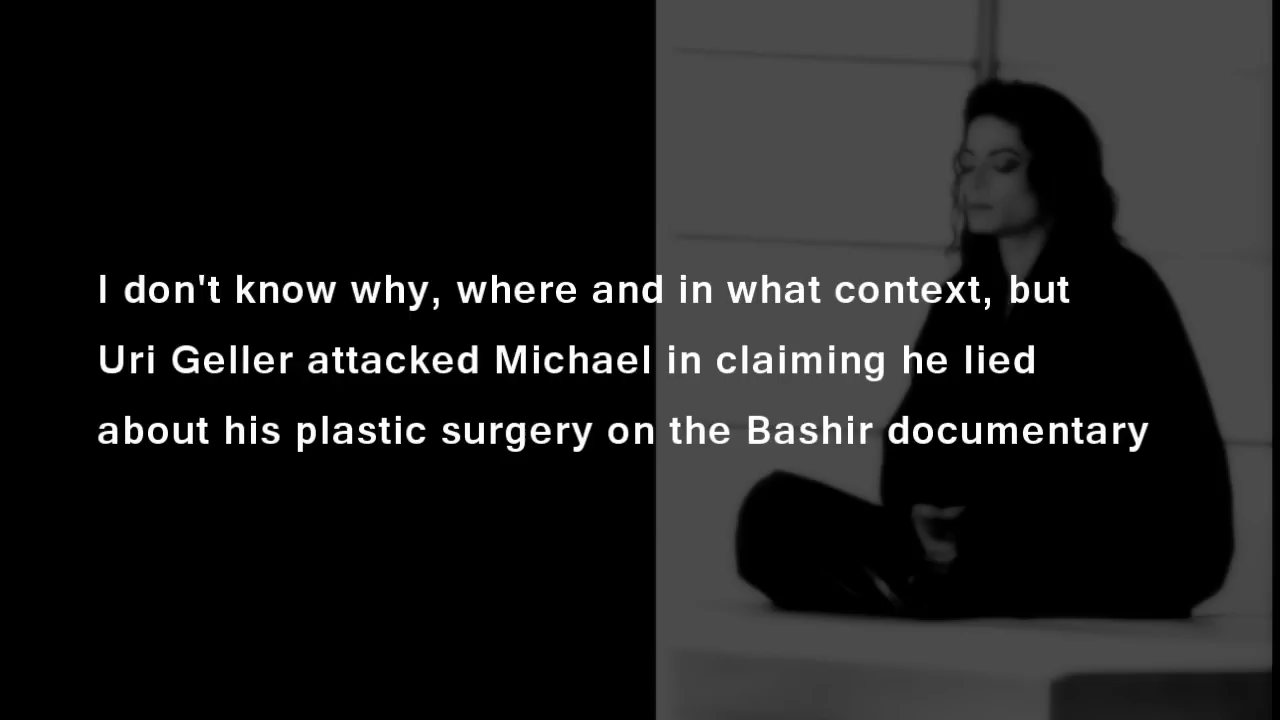 I don't know why, where and in what context, but
Uri Geller attacked Michael in claiming he lied
about his plastic surgery on the Bashir documentary